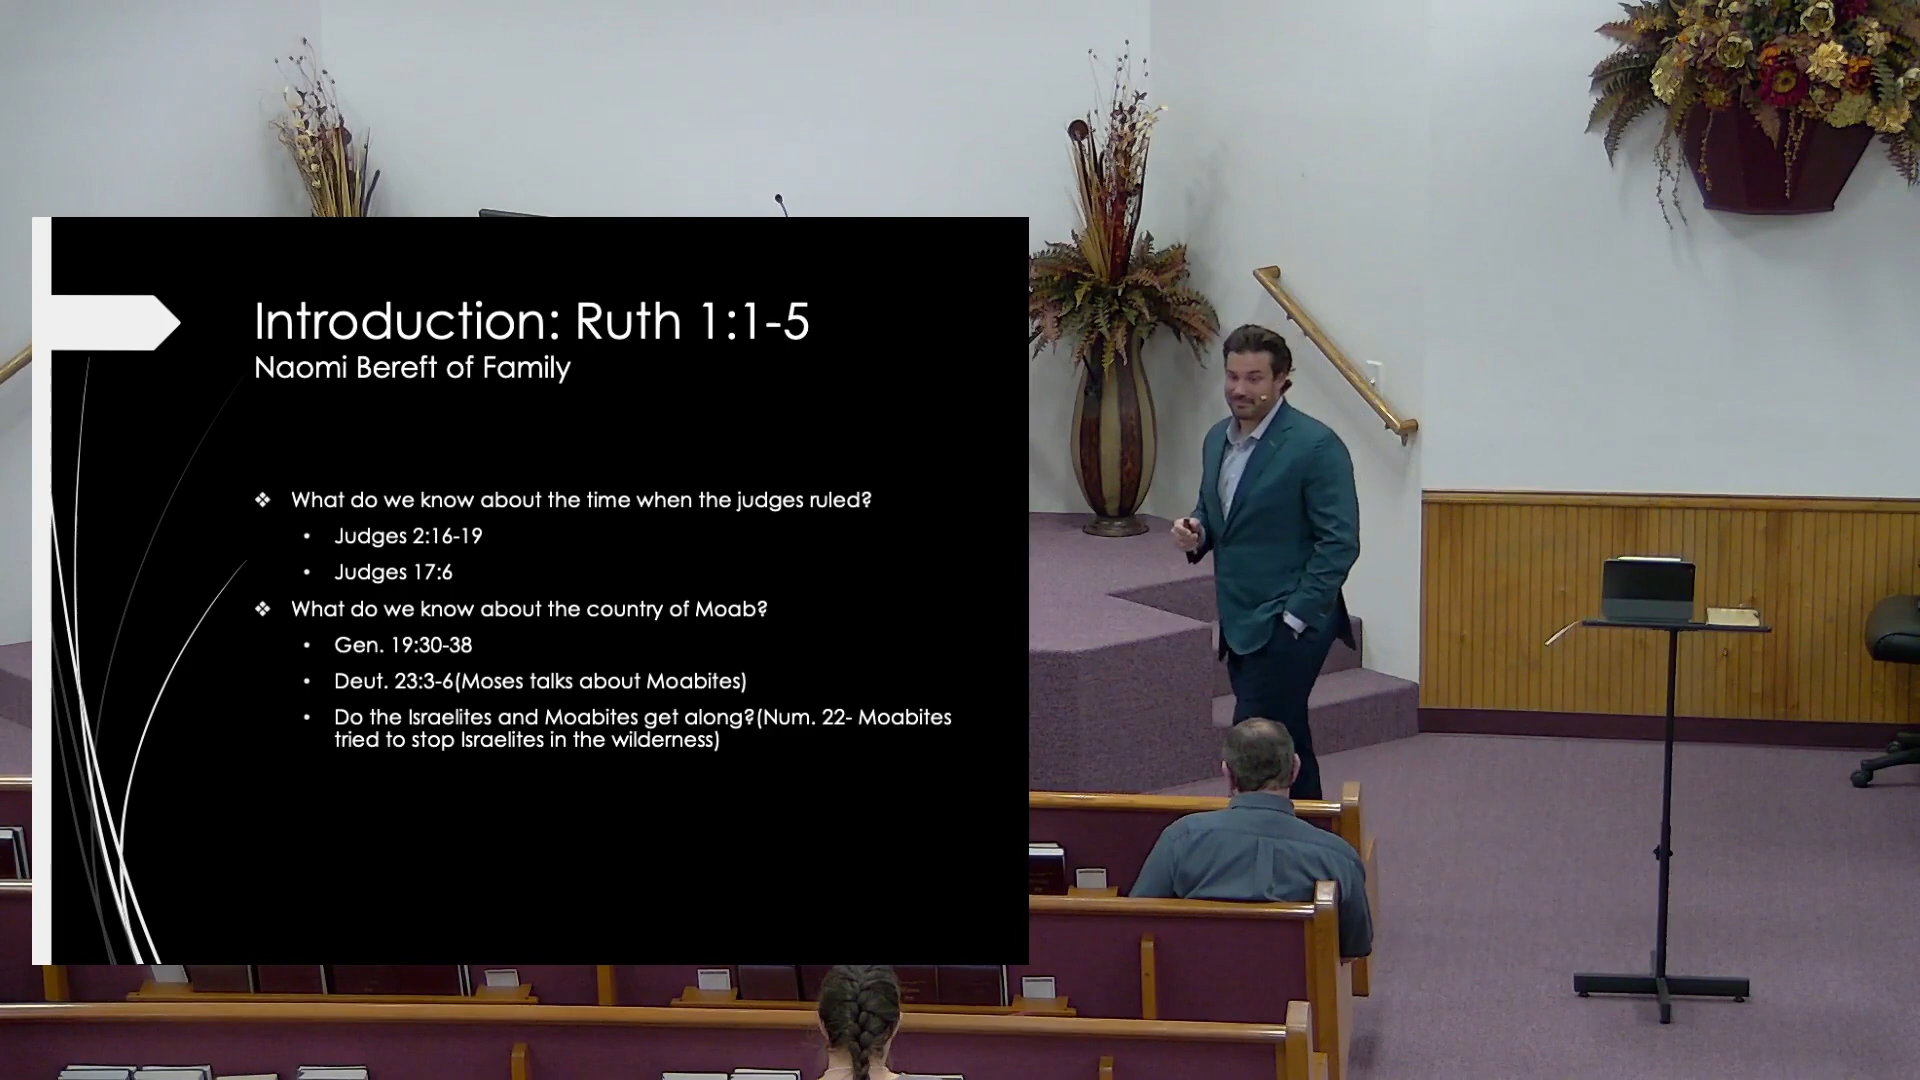 Introduction: Ruth 1:1-5
Naomi Bereft of Family
❖ What do we know about the time when the judges ruled?
• Judges 2:16-19
• Judges 17:6
❖ What do we know about the country of Moab?
• Gen. 19:30-38
• Deut. 23:3-6(Moses talks about Moabites)
• Do the Israelites and Moabites get along?(Num. 22- Moabites
tried to stop Israelites in the wilderness)